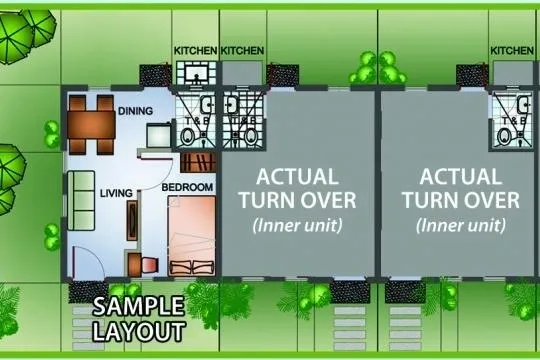 KITCHEN KITCHEN KITCHEN
DINING
T & B T & B T & B
LIVING
BEDROOM
ACTUAL
TURN OVER
(Inner unit)
ACTUAL
TURN OVER
(Inner unit)
SAMPLE
LAYOUT